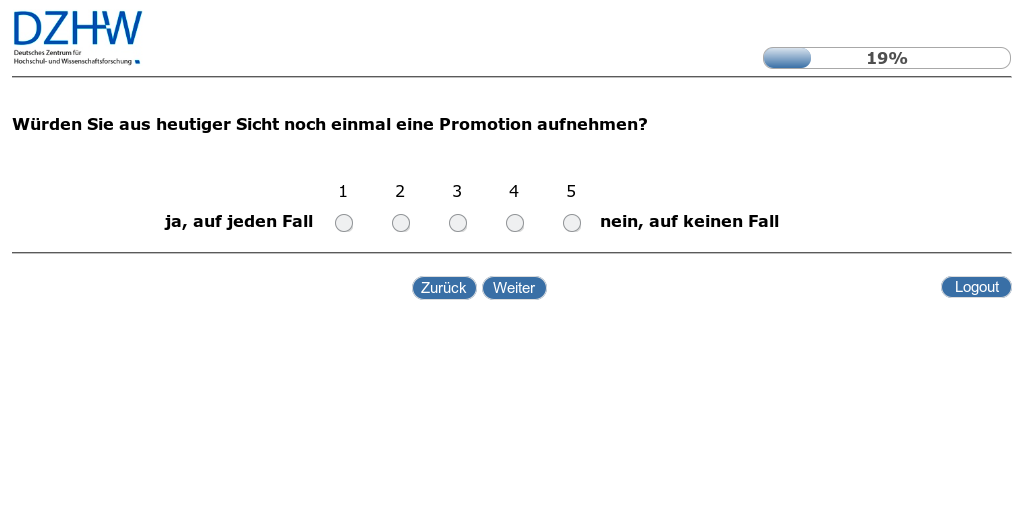 DZHW
Deutsches Zentrum für
Hochschul- und Wissenschaftsforschung
19%
Würden Sie aus heutiger Sicht noch einmal eine Promotion aufnehmen?
1 2 3 4 5
ja, auf jeden Fall nein, auf keinen Fall
Zurück Weiter Logout